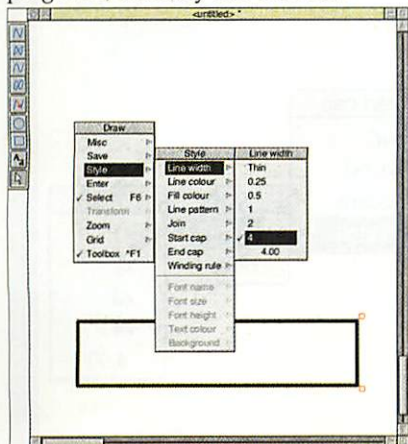 <untitled> *
Draw
Misc
Save
Style
Enter
✓ Select F6
Transform
Zoom
Grid
✓ Toolbox ^F1
Style
Line width
Line colour
Fill colour
Line pattern
Join
Start cap
End cap
Winding rule
Font name
Font size
Font height
Text colour
Background
Line width
Thin
0.25
0.5
1
2
✓ 4
4.00